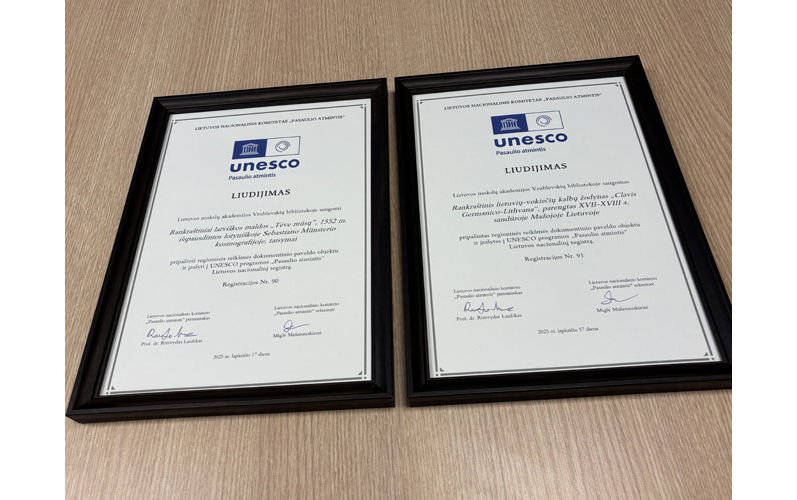 LIETUVOS NACIONALINIS KOMITETAS „PASAULIO ATMINTIS"
unesco
Pasaulio atmintis
LIUDIJIMAS
Lietuvos mokslų akademijos Vrublevskių bibliotekoje saugomi
Rankraštiniai latviškos maldos „Tėve mūsų", 1552 m.
išspausdintos lotyniškoje Sebastiano Münsterio
kosmografijoje, taisymai
pripažinti regioninės reikšmės dokumentinio paveldo objektu
ir įrašyti į UNESCO programos „Pasaulio atmintis"
Lietuvos nacionalinį registrą.
Registracijos Nr. 90
Lietuvos nacionalinio komiteto
„Pasaulio atmintis" pirmininkas
Prof. dr. Rimvydas Laužikas
Lietuvos nacionalinio komiteto
„Pasaulio atmintis" sekretorė
Miglė Mašanauskienė
2025 m. lapkričio 17 diena
LIETUVOS NACIONALINIS KOMITETAS „PASAULIO ATMINTIS"
unesco
Pasaulio atmintis
LIUDIJIMAS
Lietuvos mokslų akademijos Vrublevskių bibliotekoje saugomas
Rankraštinis lietuvių-vokiečių kalbų žodynas „Clavis
Germanico-Lithvana", parengtas XVII-XVIII a.
sandūroje Mažojoje Lietuvoje
pripažintas regioninės reikšmės dokumentinio paveldo objektu
ir įrašytas į UNESCO programos „Pasaulio atmintis"
Lietuvos nacionalinį registrą.
Registracijos Nr. 91
Lietuvos nacionalinio komiteto
„Pasaulio atmintis" pirmininkas
Prof. dr. Rimvydas Laužikas
Lietuvos nacionalinio komiteto
„Pasaulio atmintis" sekretorė
Miglė Mašanauskienė
2025 m. lapkričio 17 diena